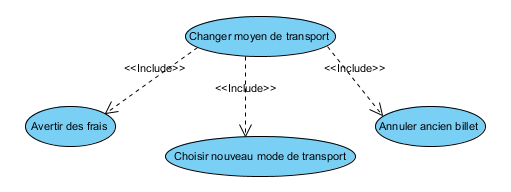 Changer moyen de transport
<<Include>>
<<Include>>
<<Include>>
Avertir des frais
Choisir nouveau mode de transport
Annuler ancien billet